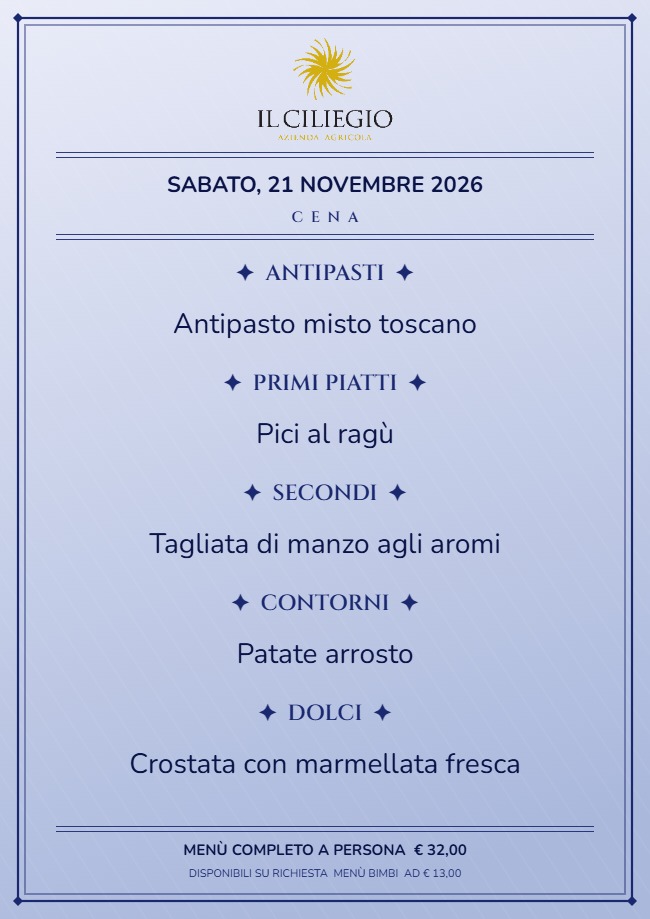 IL CILIEGIO
AZIENDA AGRICOLA
SABATO, 21 NOVEMBRE 2026
CENA
ANTIPASTI
Antipasto misto toscano
PRIMI PIATTI
Pici al ragù
SECONDI
Tagliata di manzo agli aromi
CONTORNI
Patate arrosto
DOLCI
Crostata con marmellata fresca
MENÙ COMPLETO A PERSONA € 32,00
DISPONIBILI SU RICHIESTA MENÙ BIMBI AD € 13,00